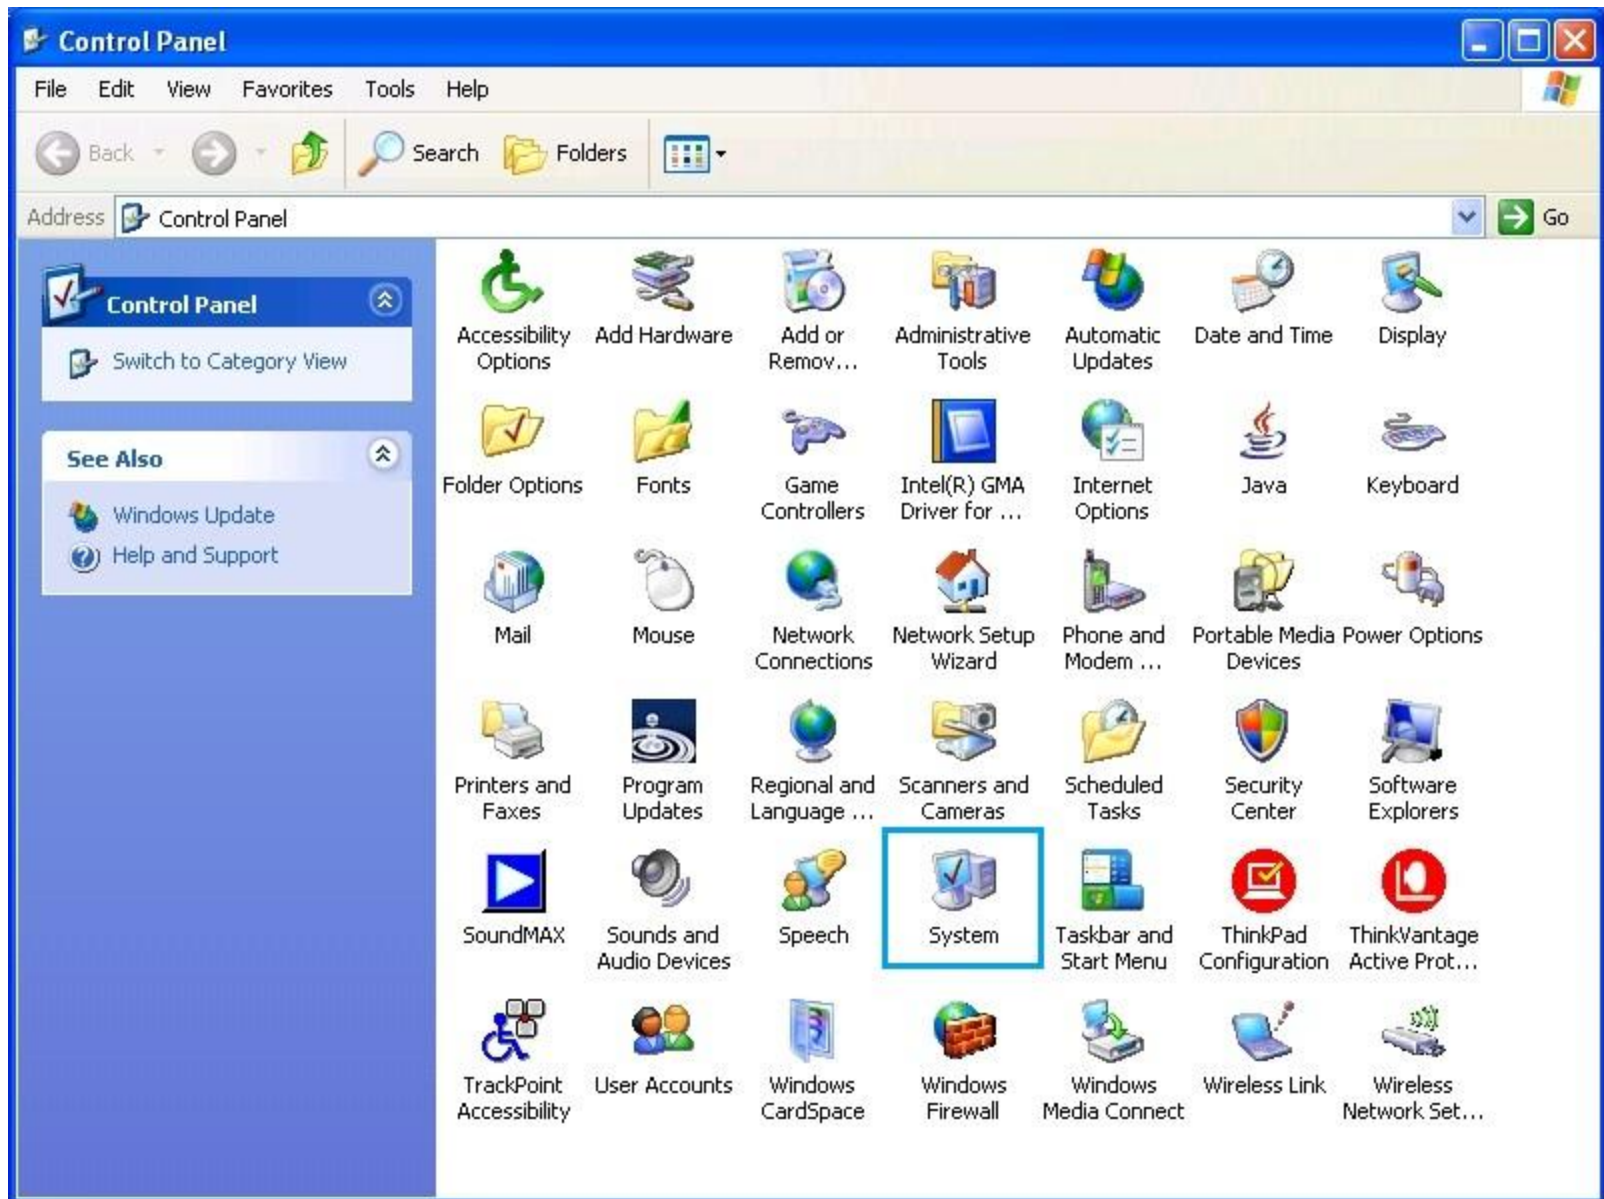 Control Panel
File Edit View Favorites Tools Help
Back Search Folders
Address Control Panel Go
Control Panel
Switch to Category View
See Also
Windows Update
Help and Support
Accessibility
Options
Add Hardware
Add or
Remov...
Administrative
Tools
Automatic
Updates
Date and Time
Display
Folder Options
Fonts
Game
Controllers
Intel(R) GMA
Driver for ...
Internet
Options
Java
Keyboard
Mail
Mouse
Network
Connections
Network Setup
Wizard
Phone and
Modem ...
Portable Media
Devices
Power Options
Printers and
Faxes
Program
Updates
Regional and
Language ...
Scanners and
Cameras
Scheduled
Tasks
Security
Center
Software
Explorers
SoundMAX
Sounds and
Audio Devices
Speech
System
Taskbar and
Start Menu
ThinkPad
Configuration
ThinkVantage
Active Prot...
TrackPoint
Accessibility
User Accounts
Windows
CardSpace
Windows
Firewall
Windows
Media Connect
Wireless Link
Wireless
Network Set...